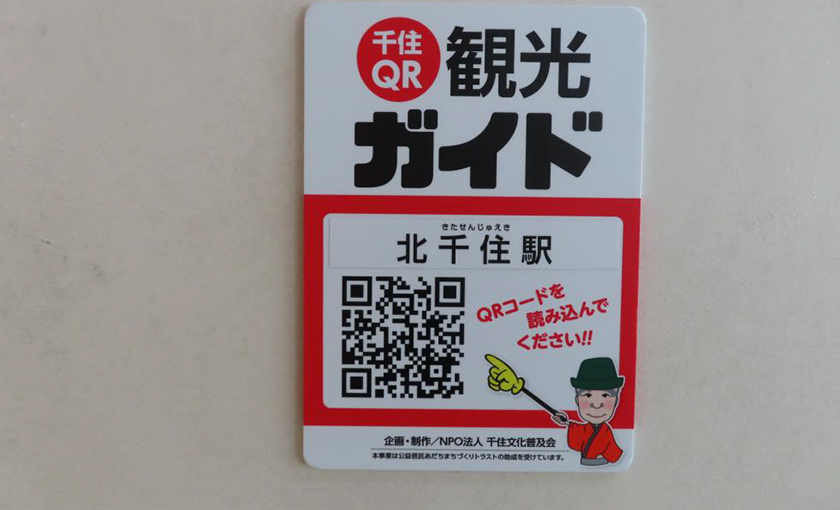 千住
QR
観光
ガイド
きたせんじゅえき
北千住駅
QRコードを
読み込んで
ください!!
企画・制作/NPO法人 千住文化普及会
本事業は公益信託あだちまちづくりトラストの助成を受けています。